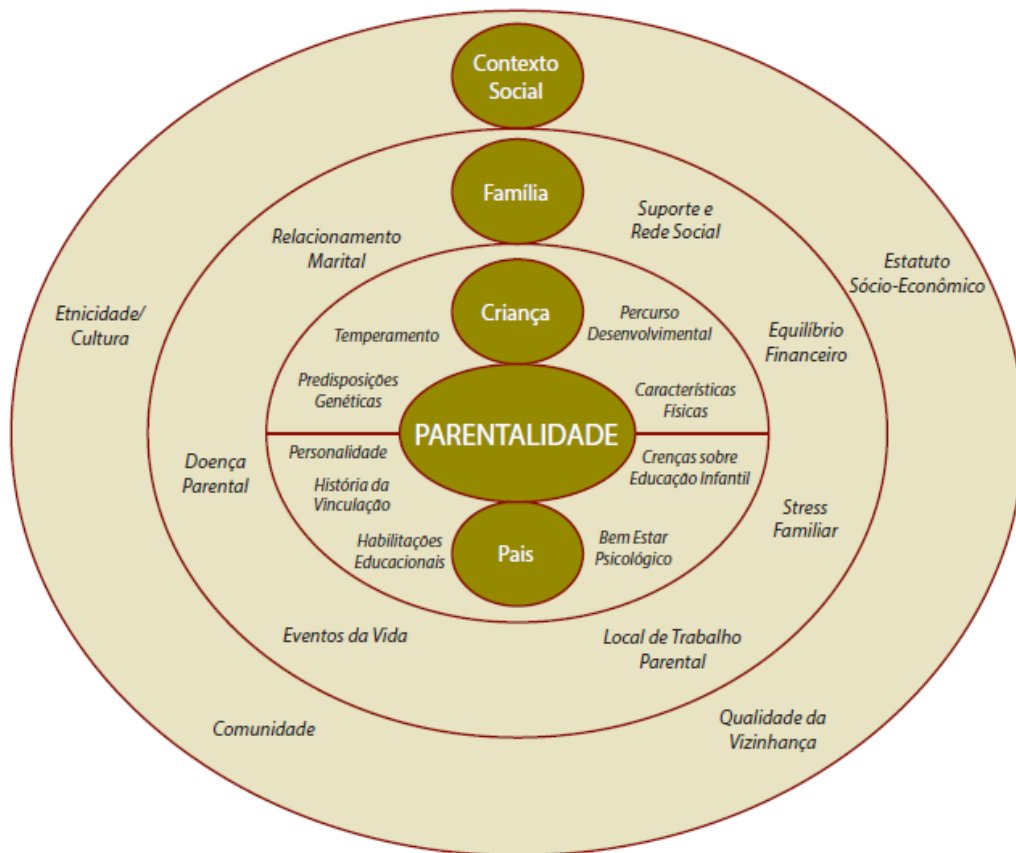 Contexto
Social
Família
Suporte e
Rede Social
Relacionamento
Marital
Estatuto
Sócio-Econômico
Etnicidade/
Cultura
Criança
Percurso
Desenvolvimental
Temperamento
Equilíbrio
Financeiro
Predisposições
Genéticas
Características
Físicas
PARENTALIDADE
Personalidade
Crenças sobre
Educação Infantil
Doença
Parental
História da
Vinculação
Stress
Familiar
Habilitações
Educacionais
Pais
Bem Estar
Psicológico
Eventos da Vida
Local de Trabalho
Parental
Comunidade
Qualidade da
Vizinhança